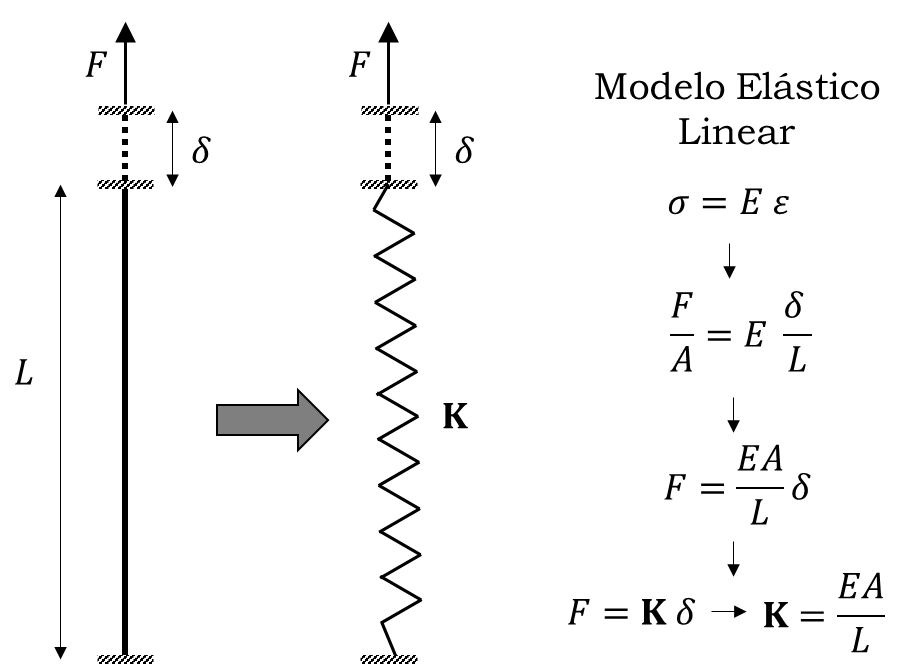 F
δ
L
F
δ
K
Modelo Elástico
Linear
σ = E ε
F/A = E δ/L
F = EA/L δ
F = K δ → K = EA/L